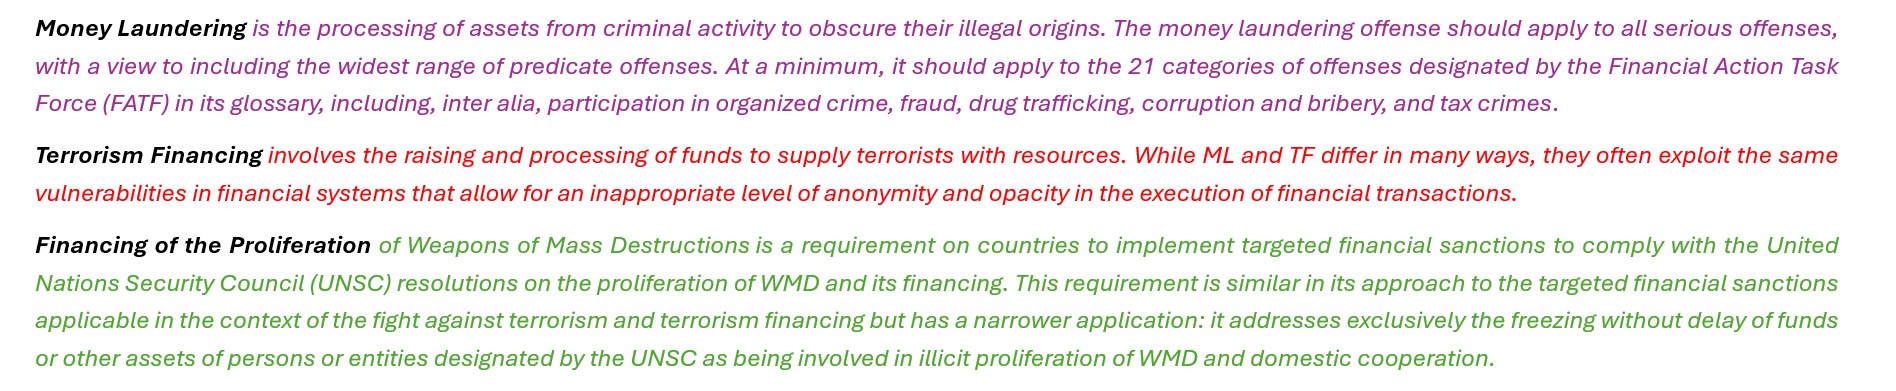 Money Laundering is the processing of assets from criminal activity to obscure their illegal origins. The money laundering offense should apply to all serious offenses,
with a view to including the widest range of predicate offenses. At a minimum, it should apply to the 21 categories of offenses designated by the Financial Action Task
Force (FATF) in its glossary, including, inter alia, participation in organized crime, fraud, drug trafficking, corruption and bribery, and tax crimes.
Terrorism Financing involves the raising and processing of funds to supply terrorists with resources. While ML and TF differ in many ways, they often exploit the same
vulnerabilities in financial systems that allow for an inappropriate level of anonymity and opacity in the execution of financial transactions.
Financing of the Proliferation of Weapons of Mass Destructions is a requirement on countries to implement targeted financial sanctions to comply with the United
Nations Security Council (UNSC) resolutions on the proliferation of WMD and its financing. This requirement is similar in its approach to the targeted financial sanctions
applicable in the context of the fight against terrorism and terrorism financing but has a narrower application: it addresses exclusively the freezing without delay of funds
or other assets of persons or entities designated by the UNSC as being involved in illicit proliferation of WMD and domestic cooperation.